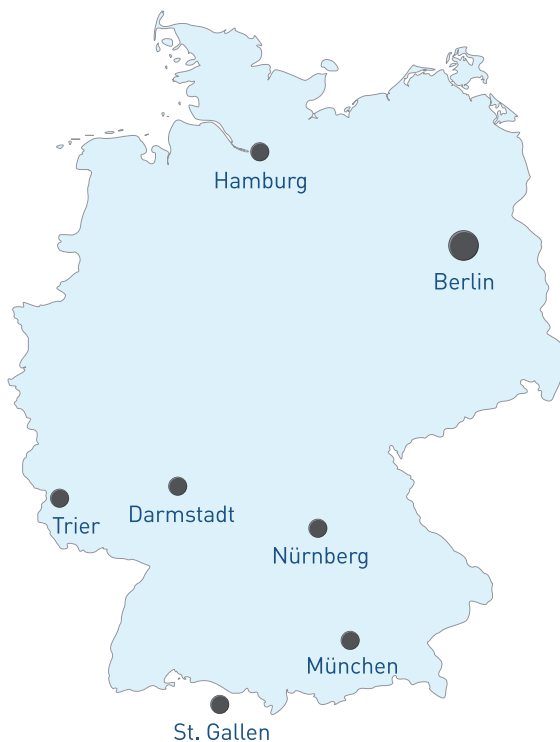 Hamburg
Berlin
Darmstadt
Trier
Nürnberg
München
St. Gallen